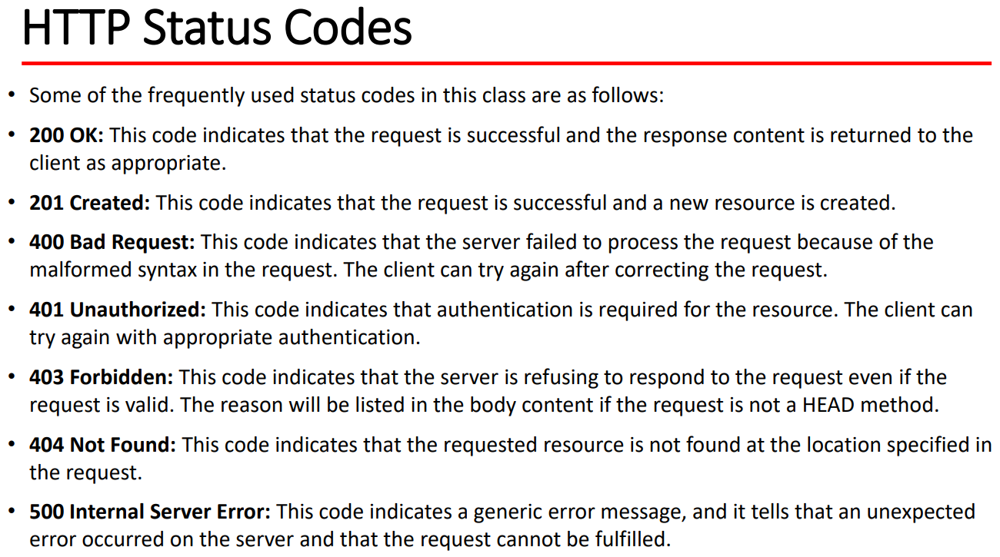 HTTP Status Codes
• Some of the frequently used status codes in this class are as follows:
• 200 OK: This code indicates that the request is successful and the response content is returned to the
client as appropriate.
• 201 Created: This code indicates that the request is successful and a new resource is created.
• 400 Bad Request: This code indicates that the server failed to process the request because of the
malformed syntax in the request. The client can try again after correcting the request.
• 401 Unauthorized: This code indicates that authentication is required for the resource. The client can
try again with appropriate authentication.
• 403 Forbidden: This code indicates that the server is refusing to respond to the request even if the
request is valid. The reason will be listed in the body content if the request is not a HEAD method.
• 404 Not Found: This code indicates that the requested resource is not found at the location specified in
the request.
• 500 Internal Server Error: This code indicates a generic error message, and it tells that an unexpected
error occurred on the server and that the request cannot be fulfilled.